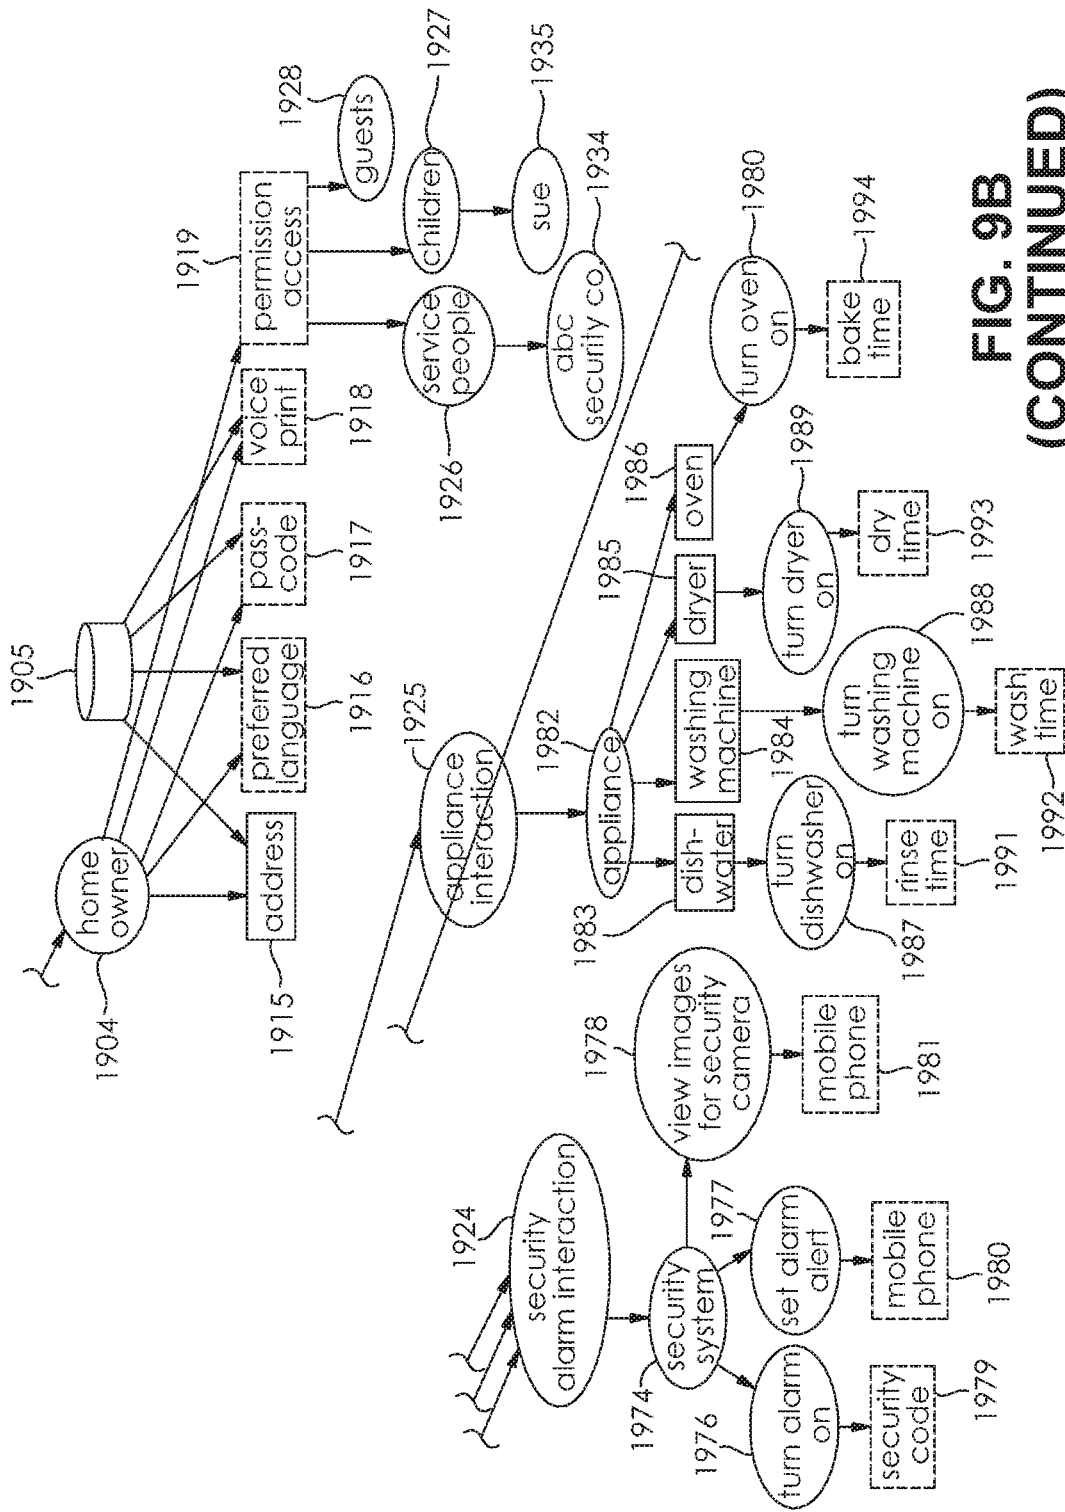 1905
1904
home
owner
1919
permission
access
1928
guests
address
1915
preferred
language
1916
pass-
code
1917
voice
print
1918
service
people
1926
children
1927
sue
1935
abc
security co
1934
1925
appliance
interaction
1982
appliance
1924
security
alarm interaction
1978
view images
for security
camera
mobile
phone
1981
1974
security
system
1976
turn alarm
on
security
code
1979
1977
set alarm
alert
mobile
phone
1980
1983
dish-
water
turn
dishwasher
on
1987
rinse
time
1991
washing
machine
1984
turn
washing
machine
on
1988
wash
time
1992
1985
dryer
turn dryer
on
1989
dry
time
1993
1986
oven
turn oven
on
1980
bake
time
1994
FIG. 9B
(CONTINUED)